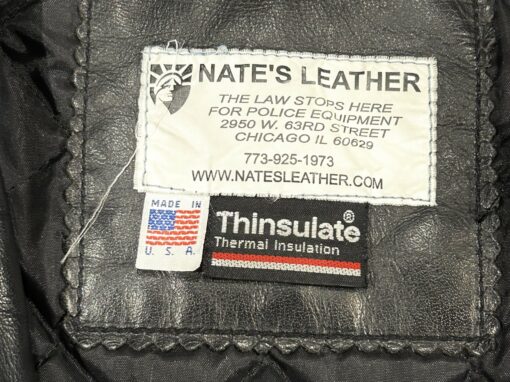 NATE'S LEATHER
THE LAW STOPS HERE
FOR POLICE EQUIPMENT
2950 W. 63RD STREET
CHICAGO IL 60629
773-925-1973
WWW.NATESLEATHER.COM
MADE IN
U. S. A.
Thinsulate®
Thermal Insulation